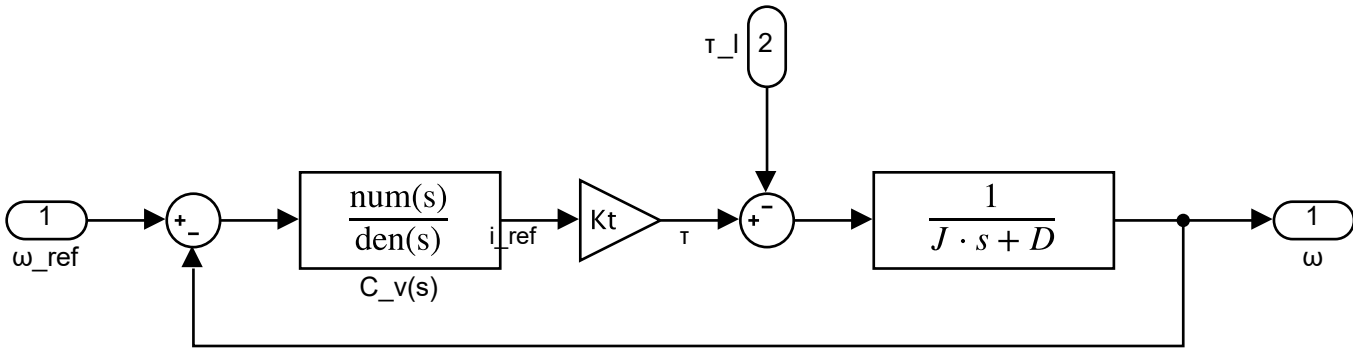 τ_l
2
1
ω_ref
+
−
num(s)
den(s)
C_v(s)
i_ref
Kt
τ
+
−
1
J · s + D
1
ω